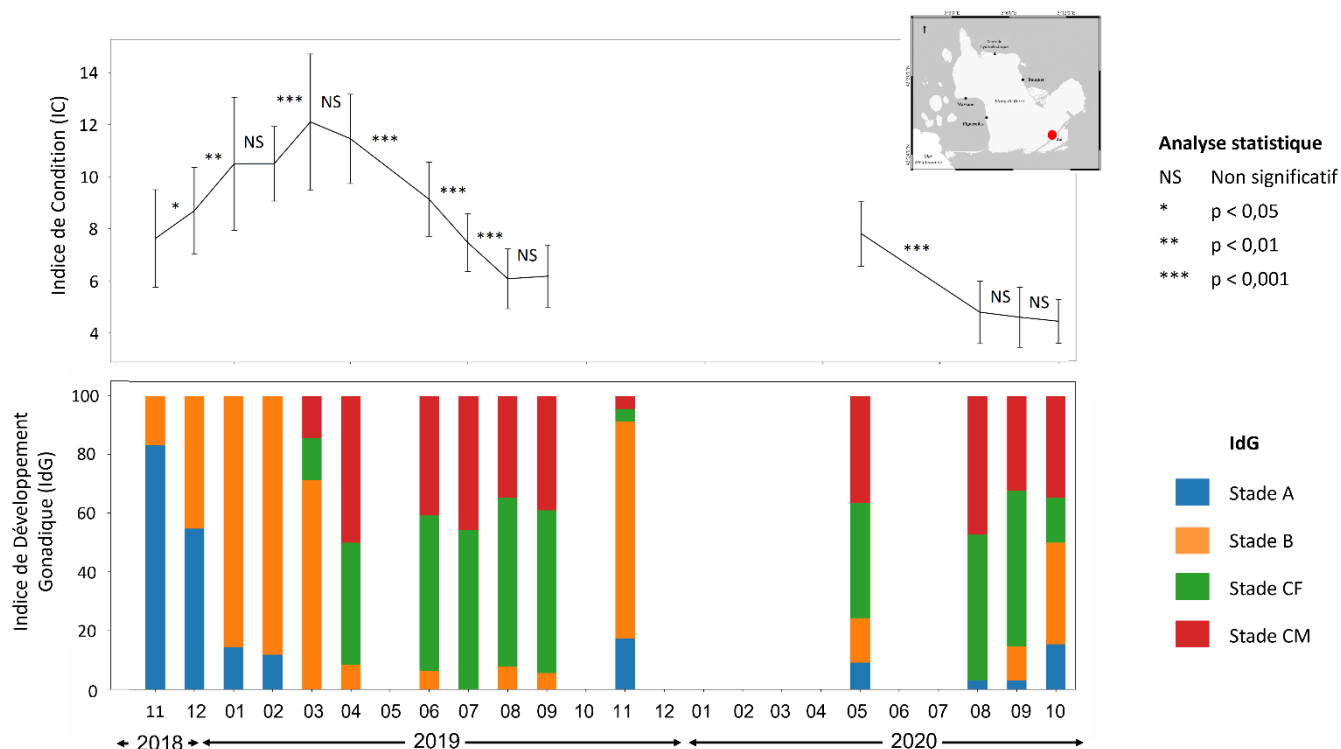 Indice de Condition (IC)
14
12
10
8
6
4
*
**
NS
***
NS
***
***
***
NS
***
NS
NS
Analyse statistique
NS Non significatif
* p < 0,05
** p < 0,01
*** p < 0,001
Indice de Développement
Gonadique (IdG)
100
80
60
40
20
0
11 12 01 02 03 04 05 06 07 08 09 10 11 12 01 02 03 04 05 06 07 08 09 10
2018 2019 2020
IdG
Stade A
Stade B
Stade CF
Stade CM